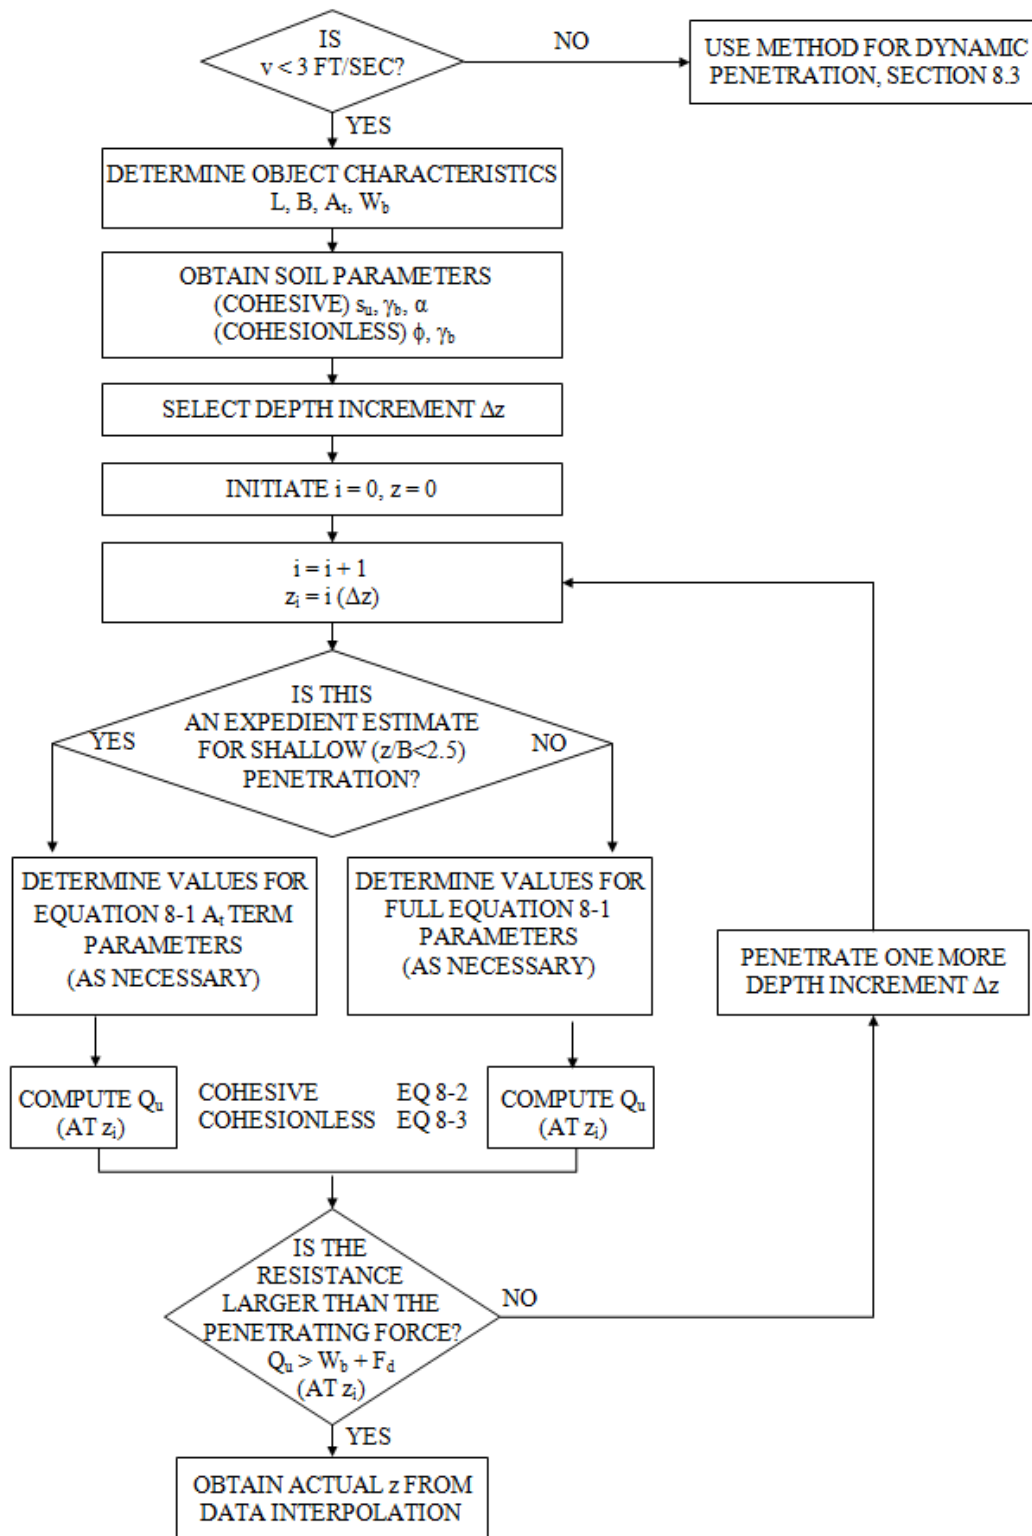 IS
v < 3 FT/SEC?
NO
USE METHOD FOR DYNAMIC
PENETRATION, SECTION 8.3
YES
DETERMINE OBJECT CHARACTERISTICS
L, B, Aₜ, W_b
OBTAIN SOIL PARAMETERS
(COHESIVE) sᵤ, γ_b, α
(COHESIONLESS) ϕ, γ_b
SELECT DEPTH INCREMENT Δz
INITIATE i = 0, z = 0
i = i + 1
zᵢ = i (Δz)
IS THIS
AN EXPEDIENT ESTIMATE
FOR SHALLOW (z/B<2.5)
PENETRATION?
YES
NO
DETERMINE VALUES FOR
EQUATION 8-1 Aₜ TERM
PARAMETERS
(AS NECESSARY)
DETERMINE VALUES FOR
FULL EQUATION 8-1
PARAMETERS
(AS NECESSARY)
PENETRATE ONE MORE
DEPTH INCREMENT Δz
COMPUTE Qᵤ
(AT zᵢ)
COHESIVE EQ 8-2
COHESIONLESS EQ 8-3
COMPUTE Qᵤ
(AT zᵢ)
IS THE
RESISTANCE
LARGER THAN THE
PENETRATING FORCE?
Qᵤ > W_b + F_d
(AT zᵢ)
NO
YES
OBTAIN ACTUAL z FROM
DATA INTERPOLATION